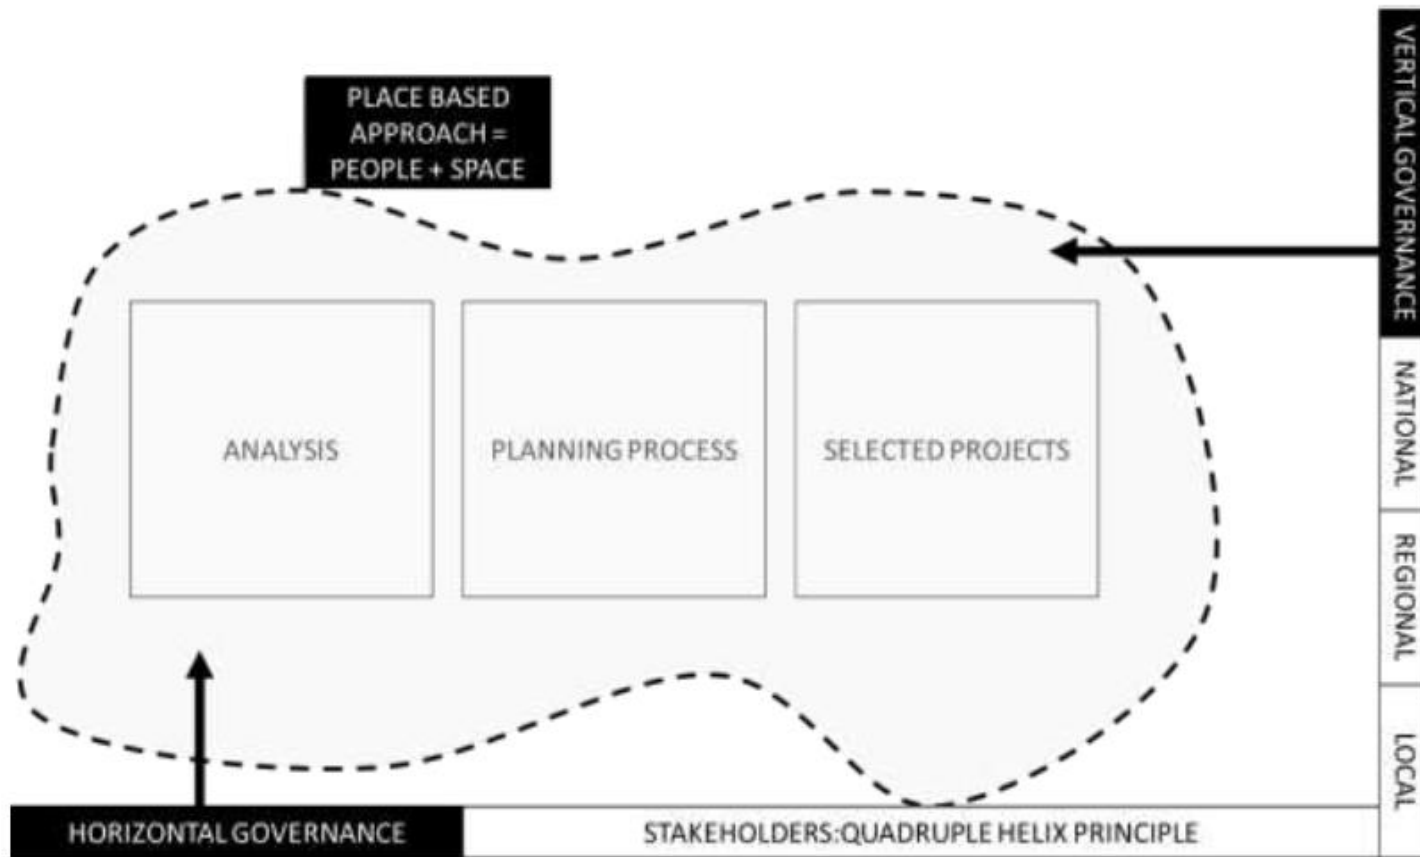 PLACE BASED
APPROACH =
PEOPLE + SPACE
VERTICAL GOVERNANCE
NATIONAL
REGIONAL
LOCAL
ANALYSIS
PLANNING PROCESS
SELECTED PROJECTS
HORIZONTAL GOVERNANCE
STAKEHOLDERS:QUADRUPLE HELIX PRINCIPLE